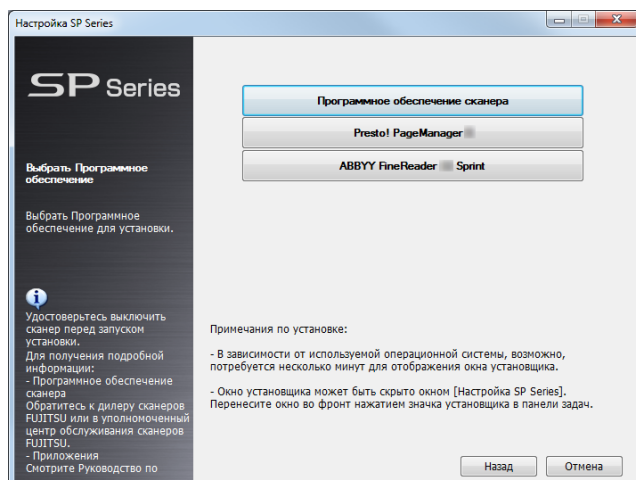 Настройка SP Series
SP Series
Выбрать Программное
обеспечение
Выбрать Программное
обеспечение для установки.
Удостоверьтесь выключить
сканер перед запуском
установки.
Для получения подробной
информации:
- Программное обеспечение
сканера
Обратитесь к дилеру сканеров
FUJITSU или в уполномоченный
центр обслуживания сканеров
FUJITSU.
- Приложения
Смотрите Руководство по
Программное обеспечение сканера
Presto! PageManager
ABBYY FineReader Sprint
Примечания по установке:
- В зависимости от используемой операционной системы, возможно,
потребуется несколько минут для отображения окна установщика.
- Окно установщика может быть скрыто окном [Настройка SP Series].
Перенесите окно во фронт нажатием значка установщика в панели задач.
Назад
Отмена